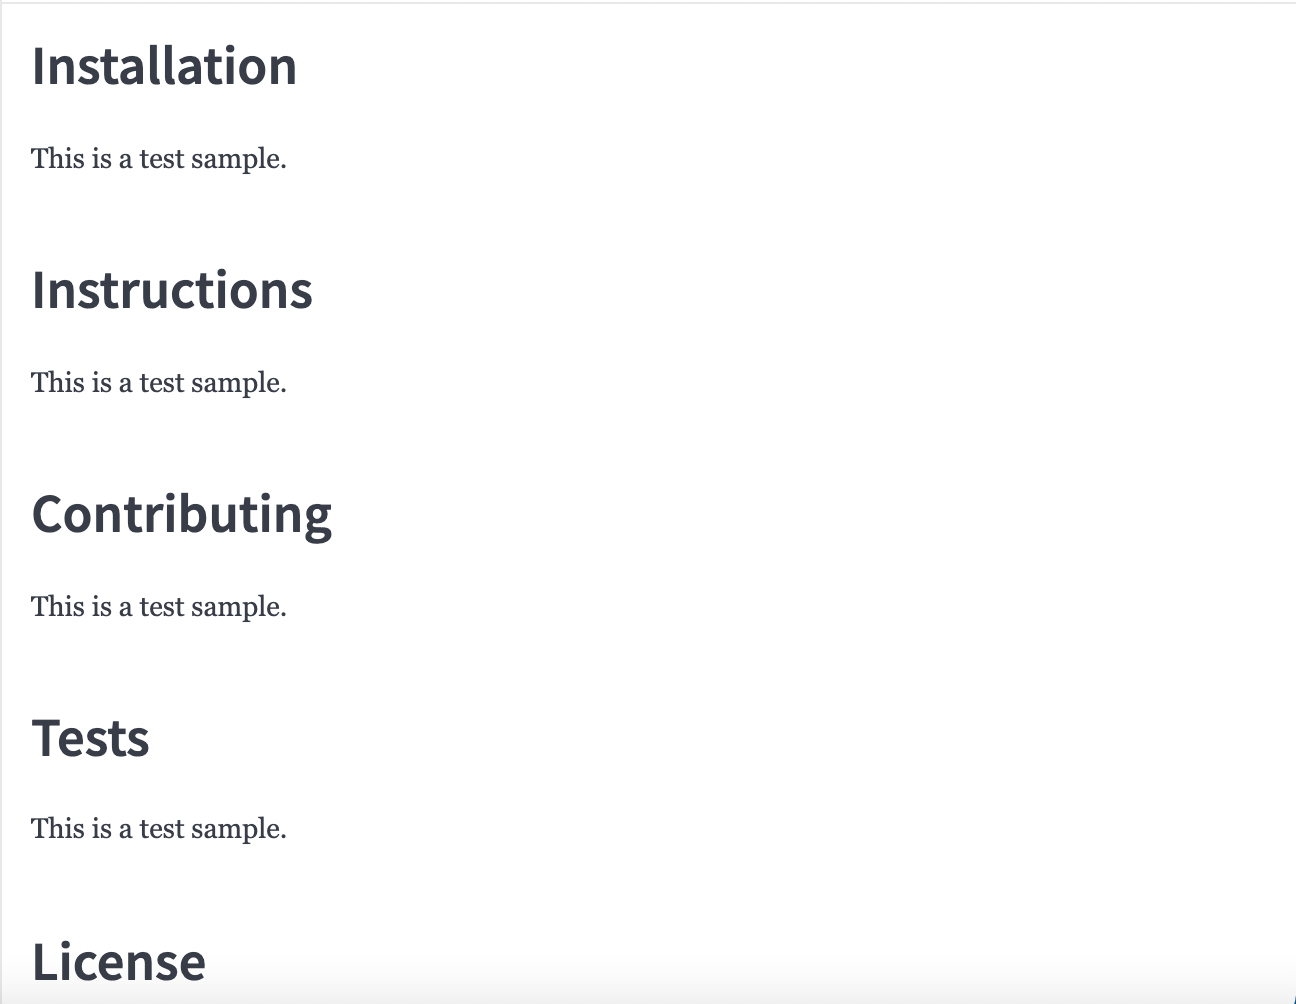 Installation
This is a test sample.
Instructions
This is a test sample.
Contributing
This is a test sample.
Tests
This is a test sample.
License